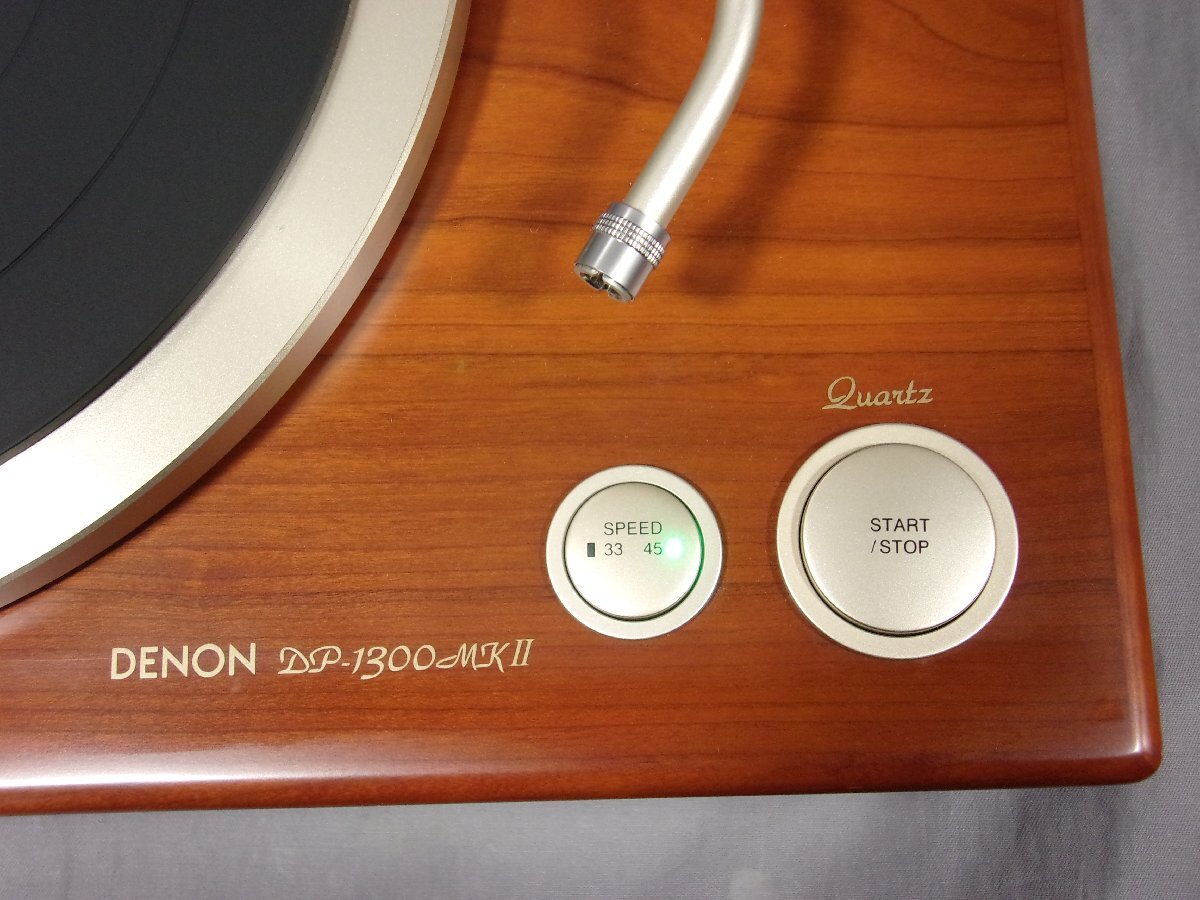 Quartz
SPEED
33 45
START
/STOP
DENON DP-1300MKII